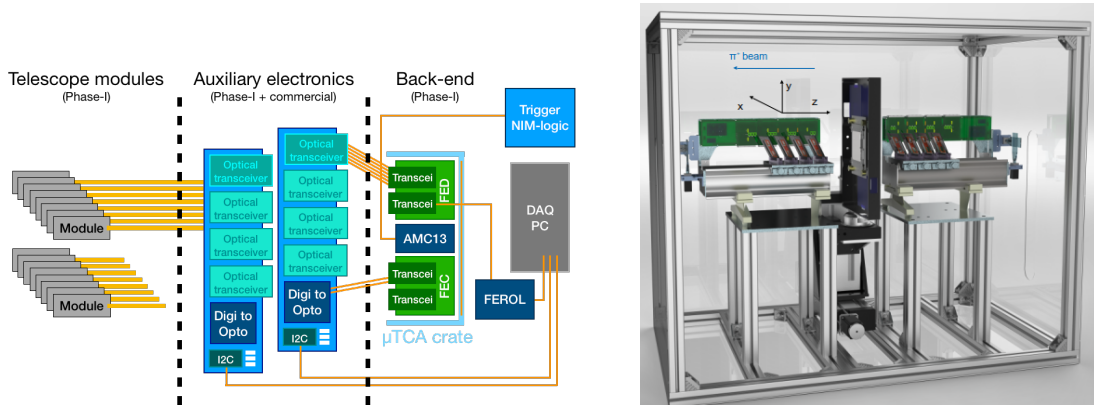 Telescope modules
(Phase-I)
Module
Module
Auxiliary electronics
(Phase-I + commercial)
Optical
transceiver
Optical
transceiver
Optical
transceiver
Optical
transceiver
Digi to
Opto
I2C
Optical
transceiver
Optical
transceiver
Optical
transceiver
Optical
transceiver
Digi to
Opto
I2C
Back-end
(Phase-I)
Transcei
Transcei
FED
AMC13
Transcei
Transcei
FEC
μTCA crate
Trigger
NIM-logic
DAQ
PC
FEROL
π⁺ beam
y
x
z